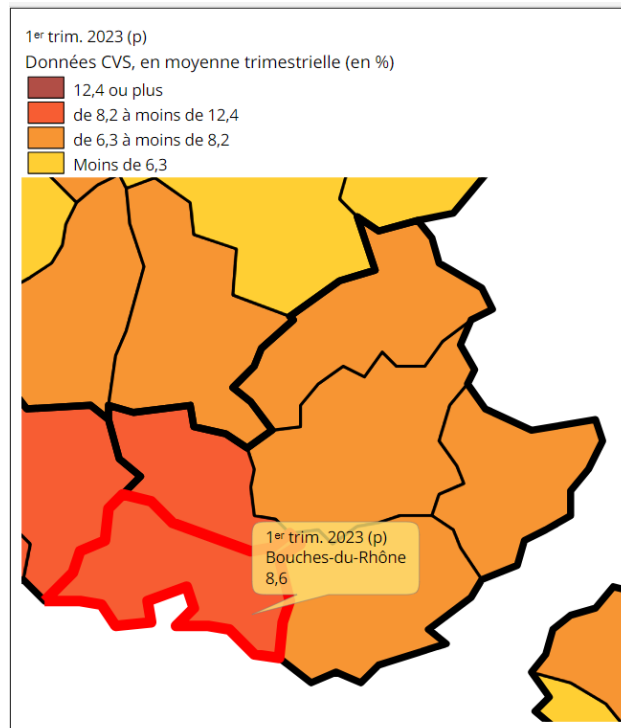 1er trim. 2023 (p)
Données CVS, en moyenne trimestrielle (en %)
12,4 ou plus
de 8,2 à moins de 12,4
de 6,3 à moins de 8,2
Moins de 6,3
1er trim. 2023 (p)
Bouches-du-Rhône
8,6